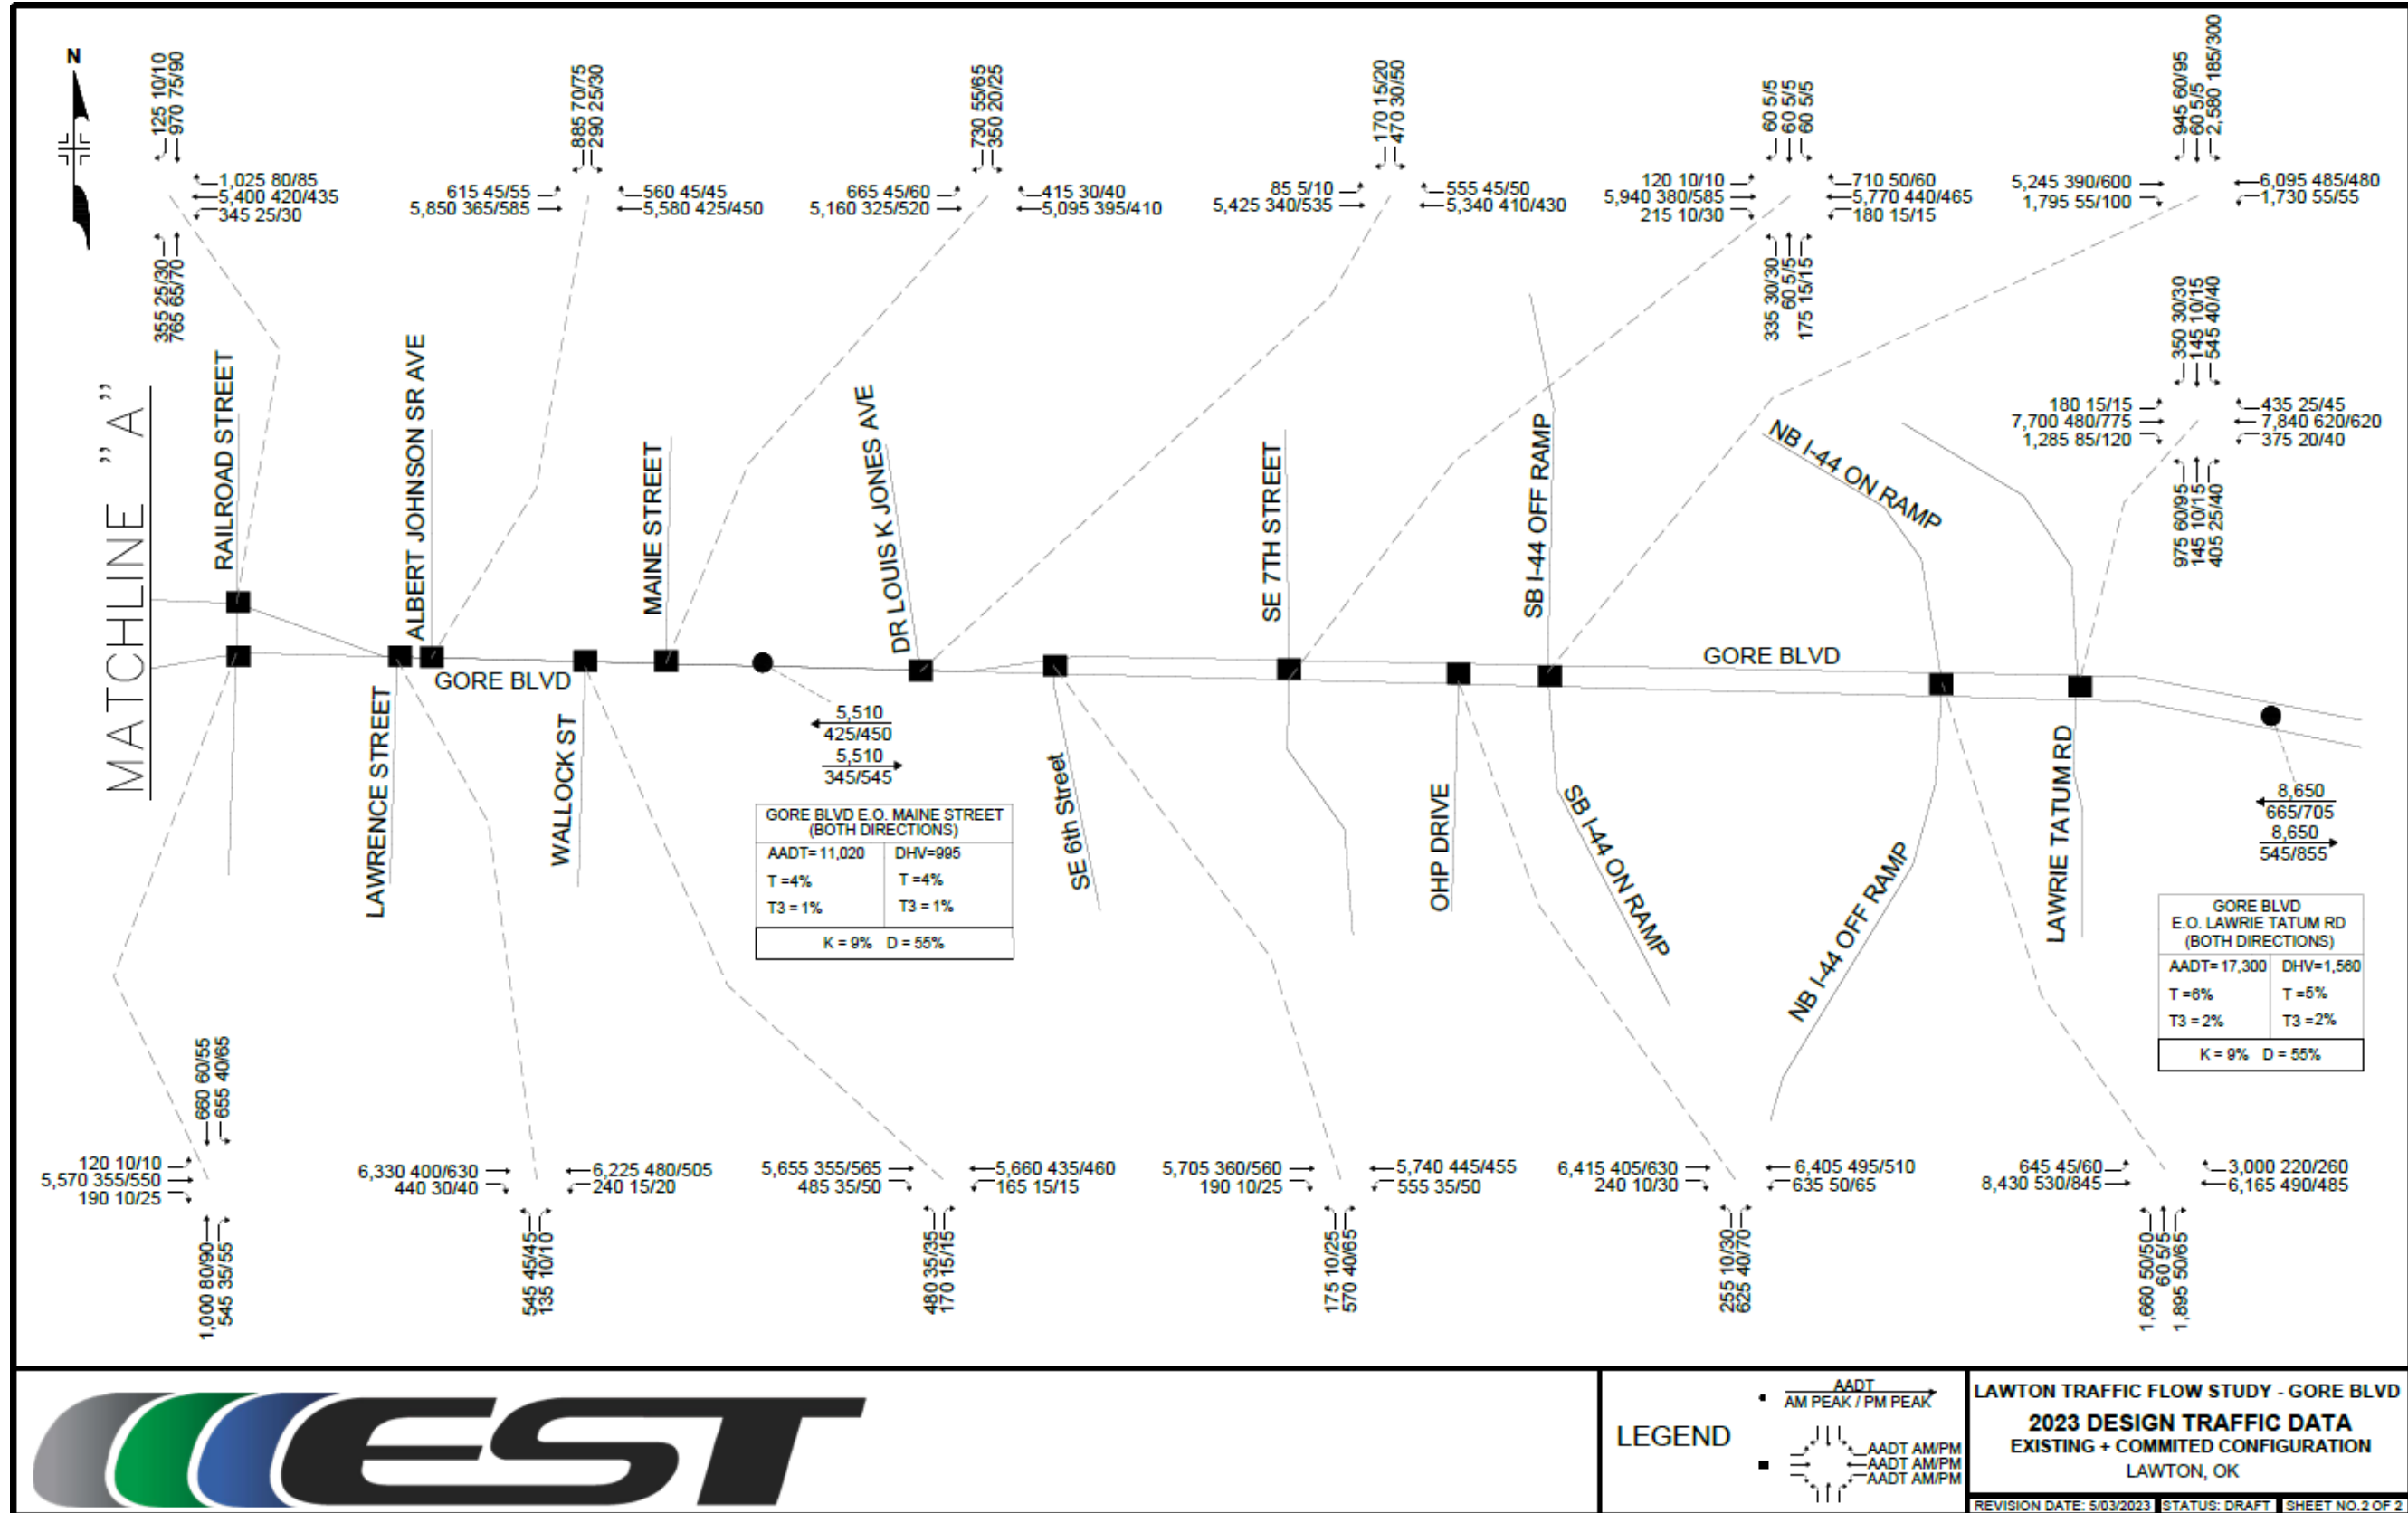 N
125 10/10
970 75/90
1,025 80/85
5,400 420/435
345 25/30
355 25/30
765 65/70
885 70/75
290 25/30
615 45/55
5,850 365/585
560 45/45
5,580 425/450
730 55/65
350 20/25
665 45/60
5,160 325/520
415 30/40
5,095 395/410
170 15/20
470 30/50
85 5/10
5,425 340/535
555 45/50
5,340 410/430
60 5/5
60 5/5
60 5/5
120 10/10
5,940 380/585
215 10/30
710 50/60
5,770 440/465
180 15/15
335 30/30
60 5/5
175 15/15
945 60/95
60 5/5
2,580 185/300
5,245 390/600
1,795 55/100
6,095 485/480
1,730 55/55
350 30/30
145 10/15
545 40/40
180 15/15
7,700 480/775
1,285 85/120
435 25/45
7,840 620/620
375 20/40
975 60/95
145 10/15
405 25/40
MATCHLINE "A"
RAILROAD STREET
ALBERT JOHNSON SR AVE
MAINE STREET
DR LOUIS K JONES AVE
SE 7TH STREET
SB I-44 OFF RAMP
NB I-44 ON RAMP
GORE BLVD
GORE BLVD
LAWRENCE STREET
WALLOCK ST
SE 6th Street
OHP DRIVE
SB I-44 ON RAMP
NB I-44 OFF RAMP
LAWRIE TATUM RD
5,510
425/450
5,510
345/545
GORE BLVD E.O. MAINE STREET
(BOTH DIRECTIONS)
AADT= 11,020 DHV=995
T =4% T =4%
T3 = 1% T3 = 1%
K = 9% D = 55%
8,650
665/705
8,650
545/855
GORE BLVD
E.O. LAWRIE TATUM RD
(BOTH DIRECTIONS)
AADT= 17,300 DHV=1,560
T =6% T =5%
T3 = 2% T3 =2%
K = 9% D = 55%
660 60/55
655 40/65
120 10/10
5,570 355/550
190 10/25
1,000 80/90
545 35/55
6,330 400/630
440 30/40
6,225 480/505
240 15/20
545 45/45
135 10/10
5,655 355/565
485 35/50
5,660 435/460
165 15/15
480 35/35
170 15/15
5,705 360/560
190 10/25
5,740 445/455
555 35/50
175 10/25
570 40/65
6,415 405/630
240 10/30
6,405 495/510
635 50/65
255 10/30
625 40/70
645 45/60
8,430 530/845
3,000 220/260
6,165 490/485
1,660 50/50
60 5/5
1,895 50/65
EST
LEGEND
AADT
AM PEAK / PM PEAK
AADT AM/PM
AADT AM/PM
AADT AM/PM
LAWTON TRAFFIC FLOW STUDY - GORE BLVD
2023 DESIGN TRAFFIC DATA
EXISTING + COMMITED CONFIGURATION
LAWTON, OK
REVISION DATE: 5/03/2023 STATUS: DRAFT SHEET NO.2 OF 2